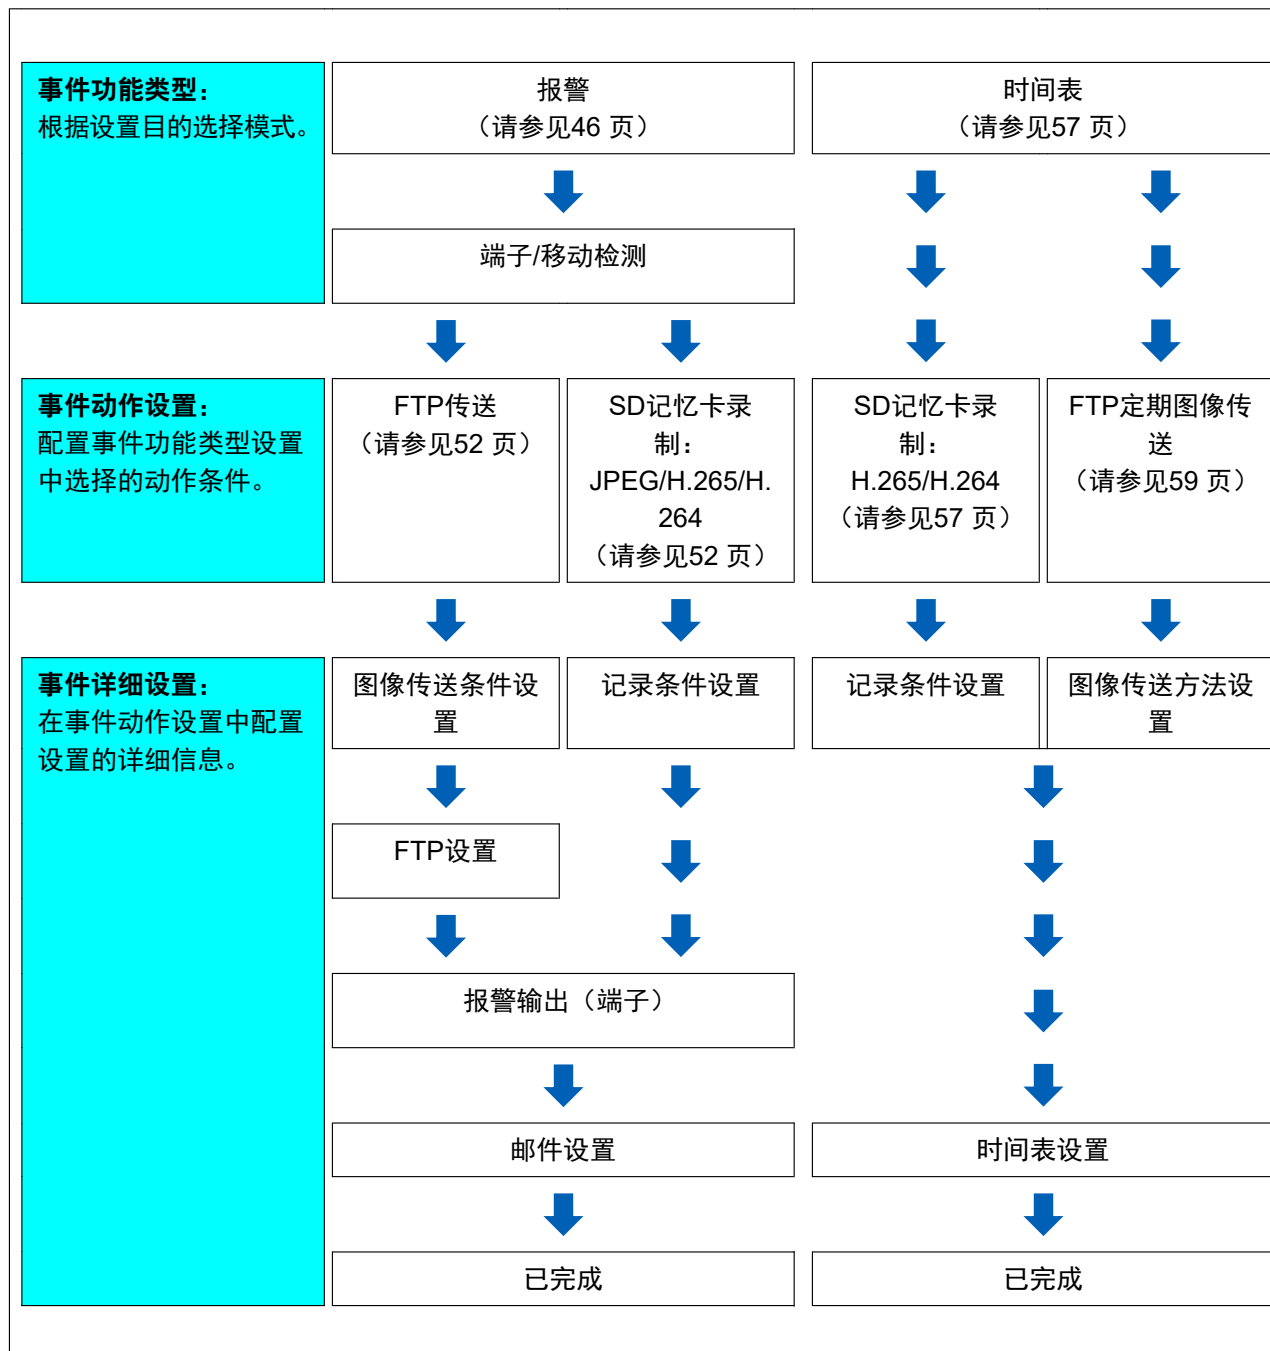 事件功能类型：
根据设置目的选择模式。
报警
（请参见46 页）
时间表
（请参见57 页）
端子/移动检测
事件动作设置：
配置事件功能类型设置
中选择的动作条件。
FTP传送
（请参见52 页）
SD记忆卡录
制：
JPEG/H.265/H.
264
（请参见52 页）
SD记忆卡录
制：
H.265/H.264
（请参见57 页）
FTP定期图像传
送
（请参见59 页）
事件详细设置：
在事件动作设置中配置
设置的详细信息。
图像传送条件设
置
记录条件设置
记录条件设置
图像传送方法设
置
FTP设置
报警输出（端子）
邮件设置
时间表设置
已完成
已完成